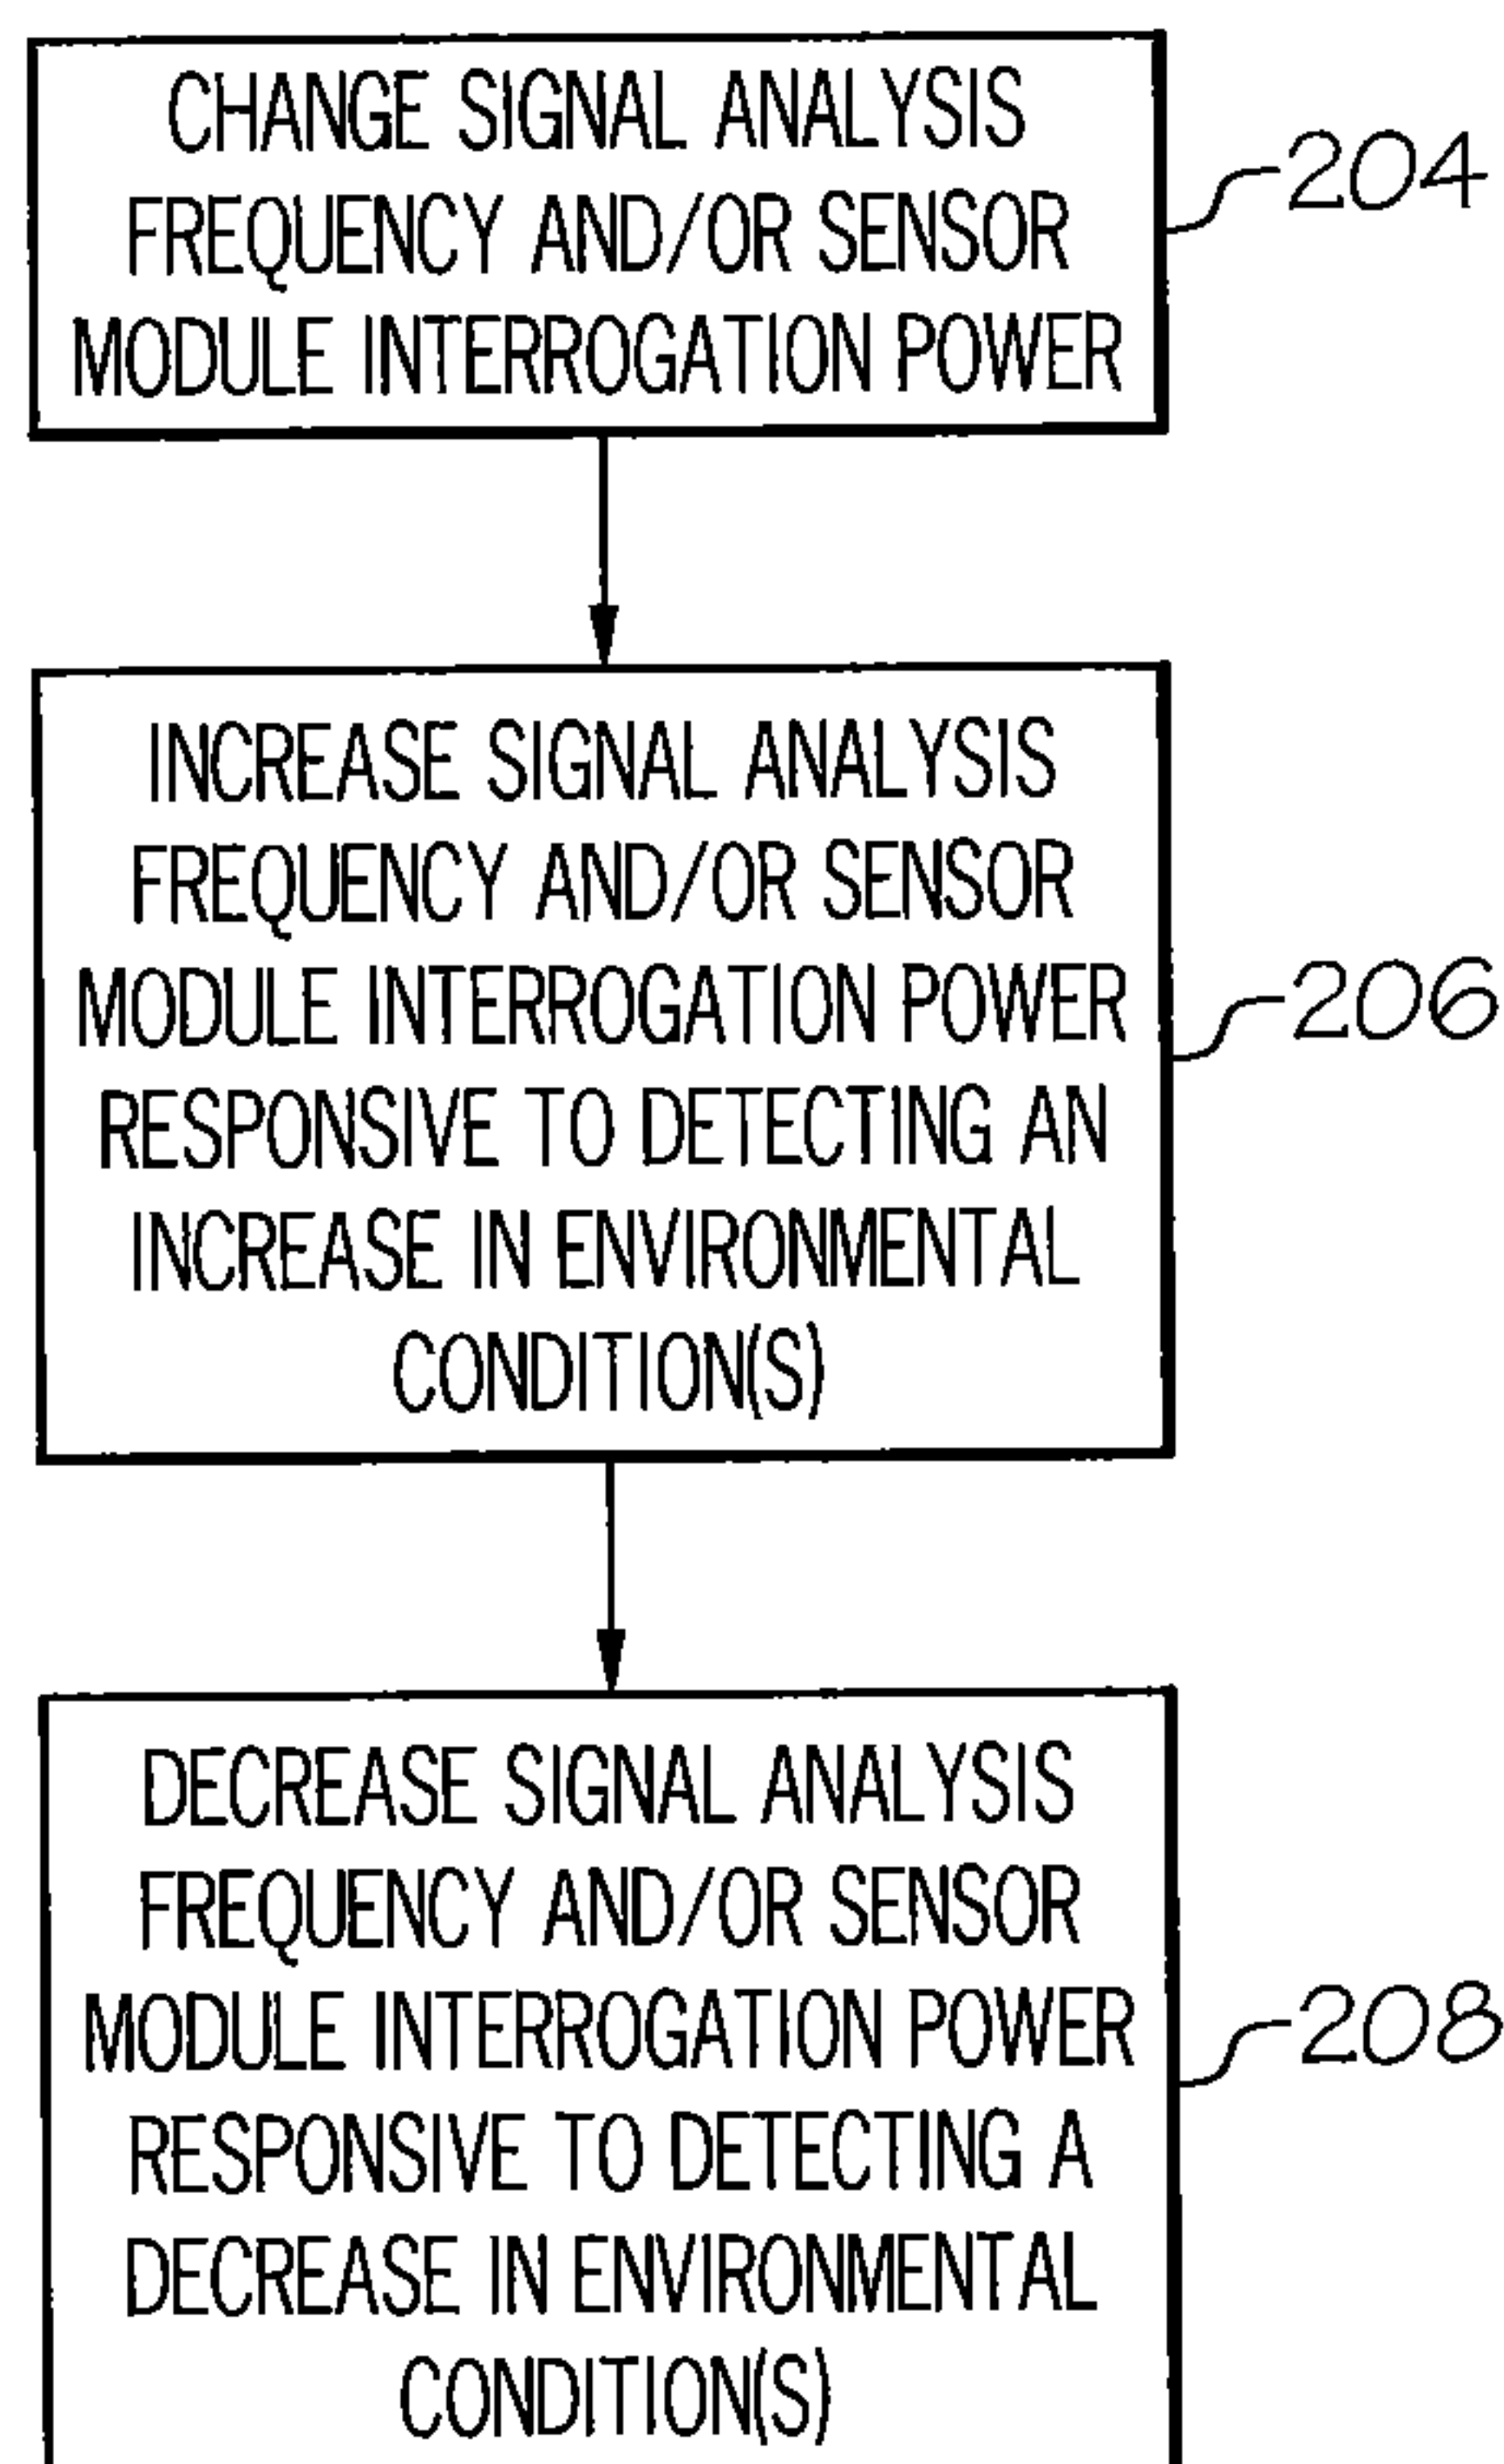 CHANGE SIGNAL ANALYSIS
FREQUENCY AND/OR SENSOR
MODULE INTERROGATION POWER
204
INCREASE SIGNAL ANALYSIS
FREQUENCY AND/OR SENSOR
MODULE INTERROGATION POWER
RESPONSIVE TO DETECTING AN
INCREASE IN ENVIRONMENTAL
CONDITION(S)
206
DECREASE SIGNAL ANALYSIS
FREQUENCY AND/OR SENSOR
MODULE INTERROGATION POWER
RESPONSIVE TO DETECTING A
DECREASE IN ENVIRONMENTAL
CONDITION(S)
208